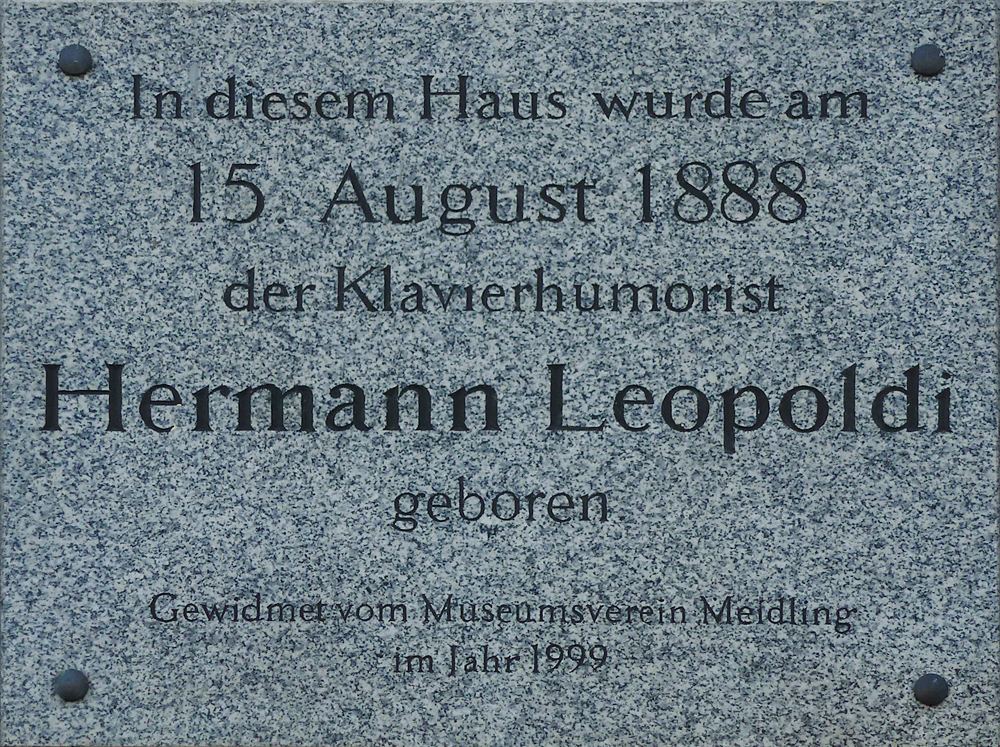 In diesem Haus wurde am
15. August 1888
der Klavierhumorist
Hermann Leopoldi
geboren
Gewidmet vom Museumsverein Meidling
im Jahr 1999